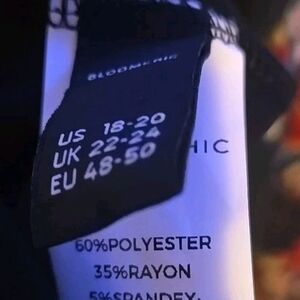 BLOOMCHIC
US 18-20
UK 22-24
EU 48-50
HIC
60%POLYESTER
35%RAYON
5%SPANDEX